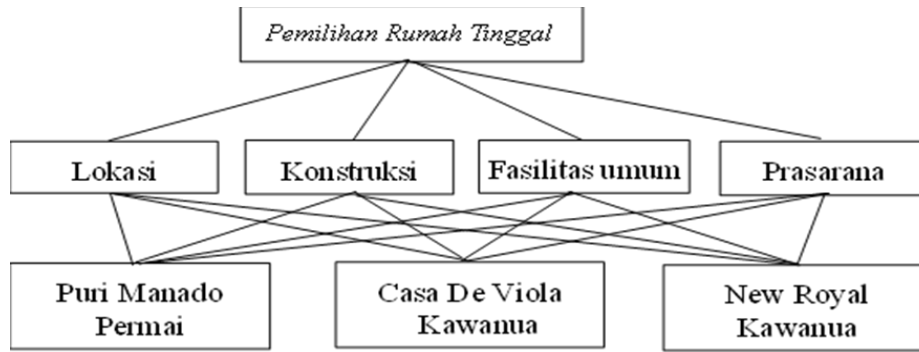 Pemilihan Rumah Tinggal
Lokasi
Konstruksi
Fasilitas umum
Prasarana
Puri Manado
Permai
Casa De Viola
Kawanua
New Royal
Kawanua